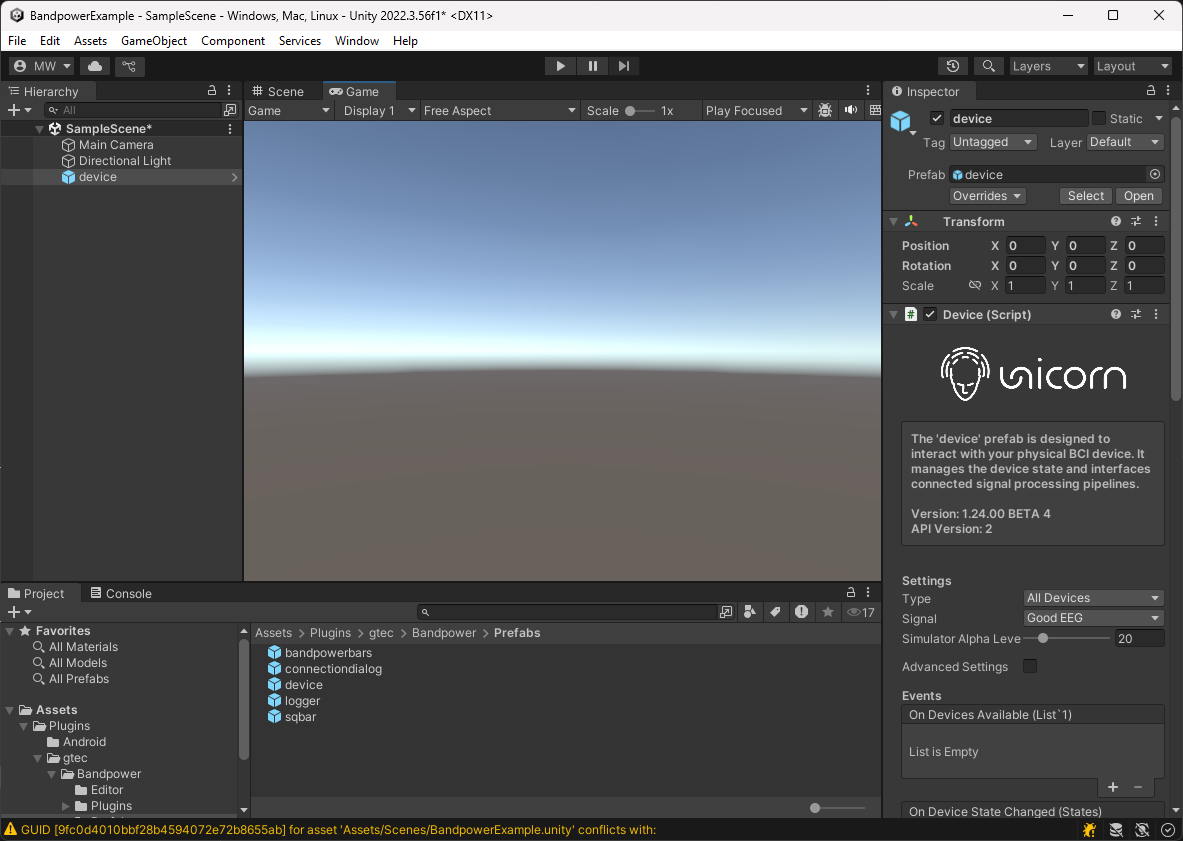 BandpowerExample - SampleScene - Windows, Mac, Linux - Unity 2022.3.56f1* <DX11>
File Edit Assets GameObject Component Services Window Help
MW Layers Layout
Hierarchy
All
SampleScene*
Main Camera
Directional Light
device
Scene Game
Game Display 1 Free Aspect Scale 1x Play Focused
Inspector
device Static
Tag Untagged Layer Default
Prefab device
Overrides Select Open
Transform
Position X 0 Y 0 Z 0
Rotation X 0 Y 0 Z 0
Scale X 1 Y 1 Z 1
# Device (Script)
unicorn
The 'device' prefab is designed to
interact with your physical BCI device. It
manages the device state and interfaces
connected signal processing pipelines.
Version: 1.24.00 BETA 4
API Version: 2
Settings
Type All Devices
Signal Good EEG
Simulator Alpha Leve 20
Advanced Settings
Events
On Devices Available (List`1)
List is Empty
+ -
On Device State Changed (States)
Project Console
17
Favorites
All Materials
All Models
All Prefabs
Assets
Plugins
Android
gtec
Bandpower
Editor
Plugins
Assets > Plugins > gtec > Bandpower > Prefabs
bandpowerbars
connectiondialog
device
logger
sqbar
GUID [9fc0d4010bbf28b4594072e72b8655ab] for asset 'Assets/Scenes/BandpowerExample.unity' conflicts with: